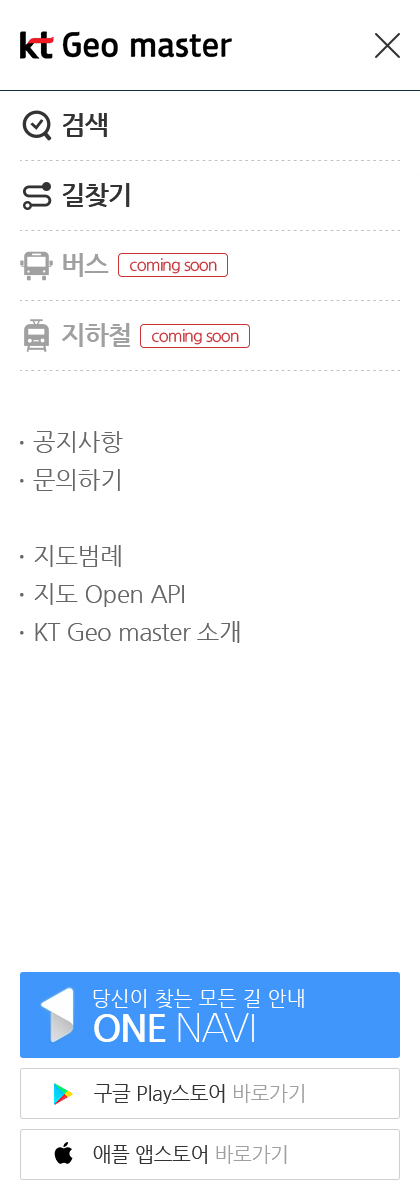 kt Geo master
검색
길찾기
버스 coming soon
지하철 coming soon
· 공지사항
· 문의하기
· 지도범례
· 지도 Open API
· KT Geo master 소개
당신이 찾는 모든 길 안내
ONE NAVI
구글 Play스토어 바로가기
애플 앱스토어 바로가기